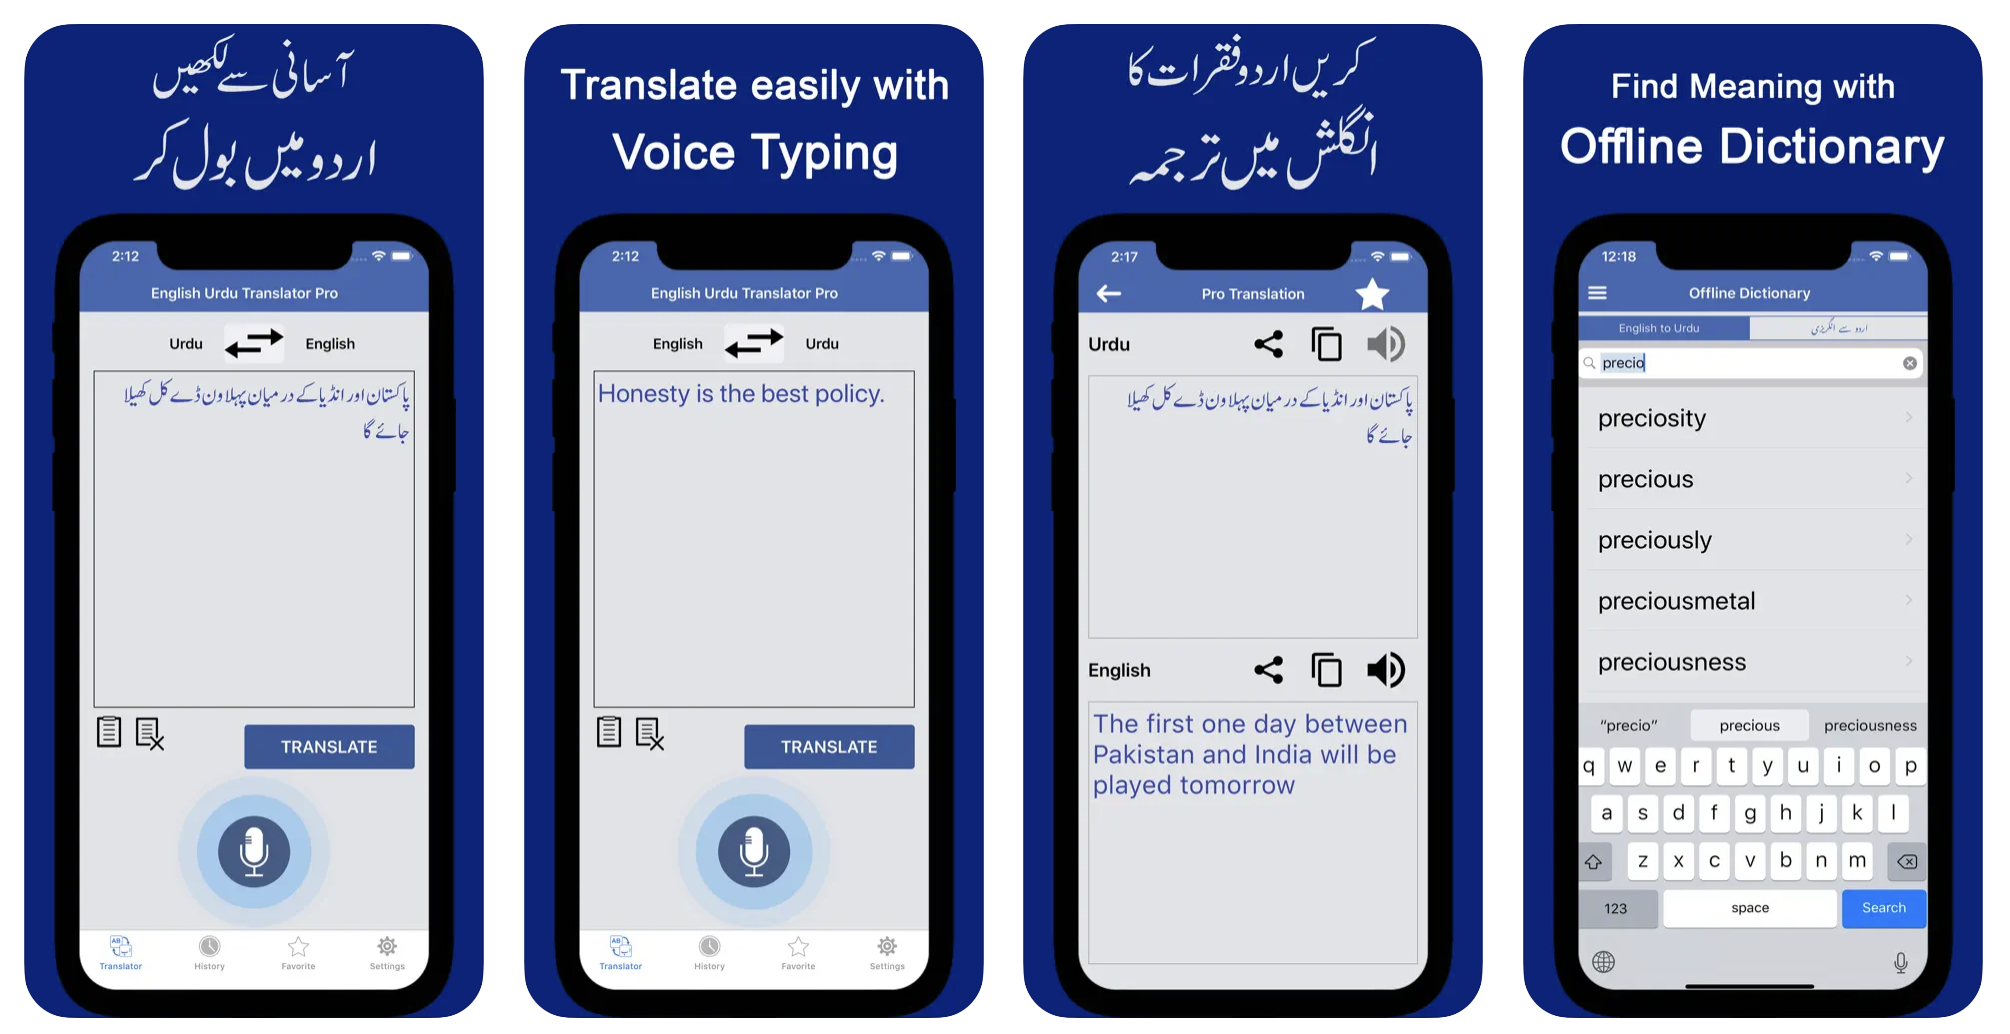 آسانی سے لکھیں
اردو میں بول کر
2:12
English Urdu Translator Pro
Urdu
English
پاکستان اور انڈیا کے درمیان پہلا ون ڈے کل کھیلا
جائے گا
TRANSLATE
Translator
History
Favorite
Settings
Translate easily with
Voice Typing
2:12
English Urdu Translator Pro
English
Urdu
Honesty is the best policy.
TRANSLATE
Translator
History
Favorite
Settings
کریں اردو فقرات کا
انگلش میں ترجمہ
2:17
Pro Translation
Urdu
پاکستان اور انڈیا کے درمیان پہلا ون ڈے کل کھیلا
جائے گا
English
The first one day between
Pakistan and India will be
played tomorrow
Find Meaning with
Offline Dictionary
12:18
Offline Dictionary
English to Urdu
اردو سے انگریزی
precio
preciosity
precious
preciously
preciousmetal
preciousness
“precio”
precious
preciousness
q w e r t y u i o p
a s d f g h j k l
z x c v b n m
123
space
Search